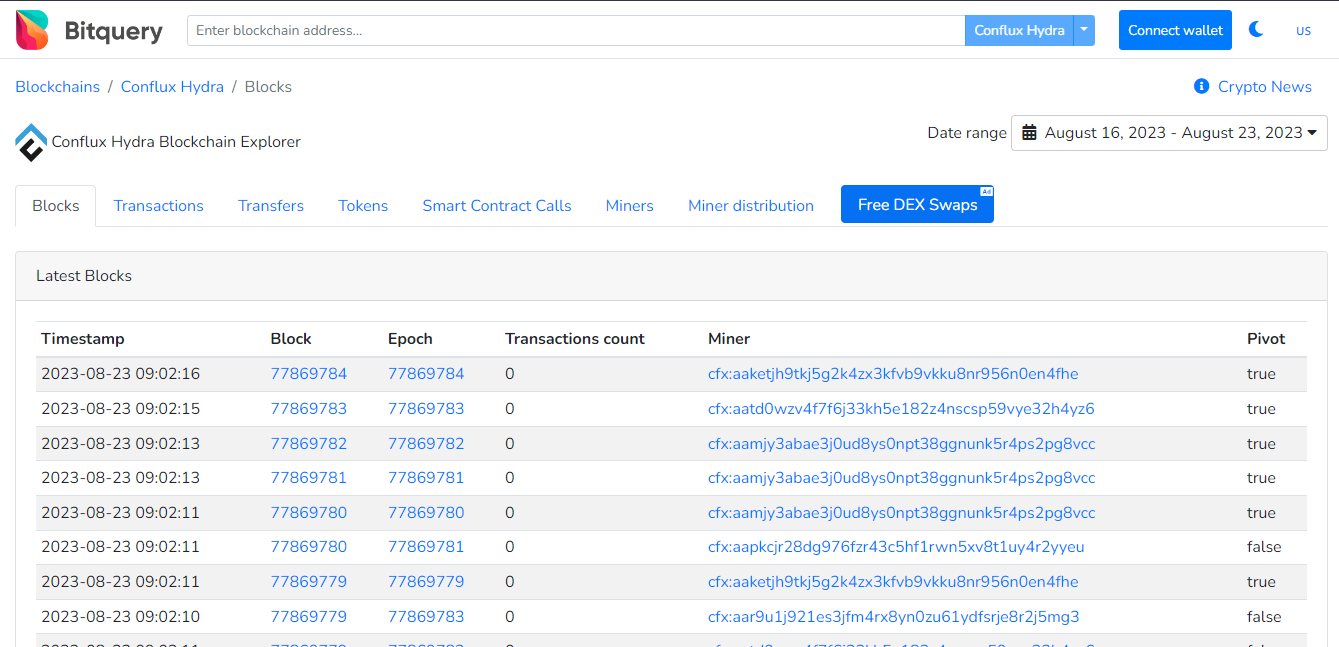 Bitquery Enter blockchain address... Conflux Hydra Connect wallet US
Blockchains / Conflux Hydra / Blocks Crypto News
Conflux Hydra Blockchain Explorer Date range August 16, 2023 - August 23, 2023
Blocks Transactions Transfers Tokens Smart Contract Calls Miners Miner distribution Free DEX Swaps Ad
Latest Blocks
Timestamp Block Epoch Transactions count Miner Pivot
2023-08-23 09:02:16 77869784 77869784 0 cfx:aaketjh9tkj5g2k4zx3kfvb9vkku8nr956n0en4fhe true
2023-08-23 09:02:15 77869783 77869783 0 cfx:aatd0wzv4f7f6j33kh5e182z4nscsp59vye32h4yz6 true
2023-08-23 09:02:13 77869782 77869782 0 cfx:aamjy3abae3j0ud8ys0npt38ggnunk5r4ps2pg8vcc true
2023-08-23 09:02:13 77869781 77869781 0 cfx:aamjy3abae3j0ud8ys0npt38ggnunk5r4ps2pg8vcc true
2023-08-23 09:02:11 77869780 77869780 0 cfx:aamjy3abae3j0ud8ys0npt38ggnunk5r4ps2pg8vcc true
2023-08-23 09:02:11 77869780 77869781 0 cfx:aapkcjr28dg976fzr43c5hf1rwn5xv8t1uy4r2yyeu false
2023-08-23 09:02:11 77869779 77869779 0 cfx:aaketjh9tkj5g2k4zx3kfvb9vkku8nr956n0en4fhe true
2023-08-23 09:02:10 77869779 77869783 0 cfx:aar9u1j921es3jfm4rx8yn0zu61ydfsrje8r2j5mg3 false